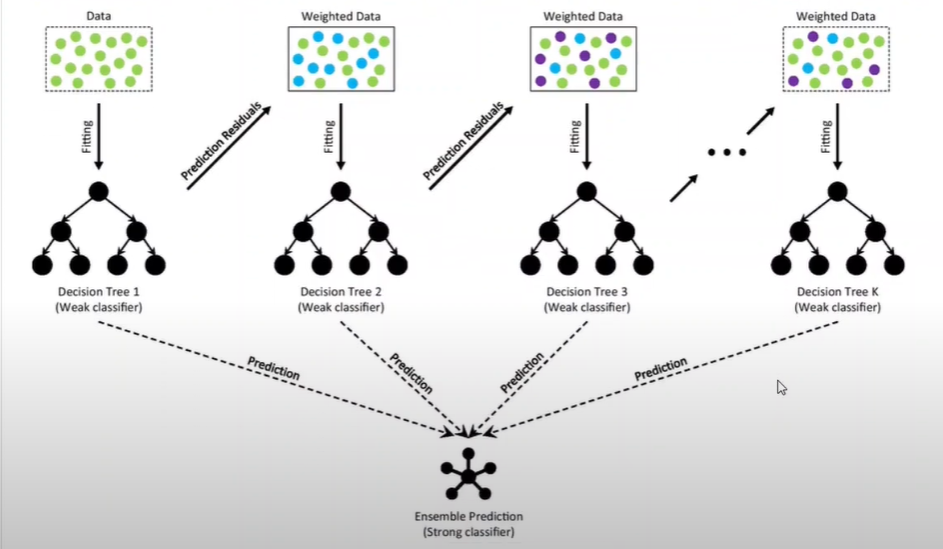 Data
Weighted Data
Weighted Data
Weighted Data
Fitting
Prediction Residuals
Fitting
Prediction Residuals
Fitting
Fitting
Decision Tree 1
(Weak classifier)
Decision Tree 2
(Weak classifier)
Decision Tree 3
(Weak classifier)
Decision Tree K
(Weak classifier)
Prediction
Prediction
Prediction
Prediction
Ensemble Prediction
(Strong classifier)